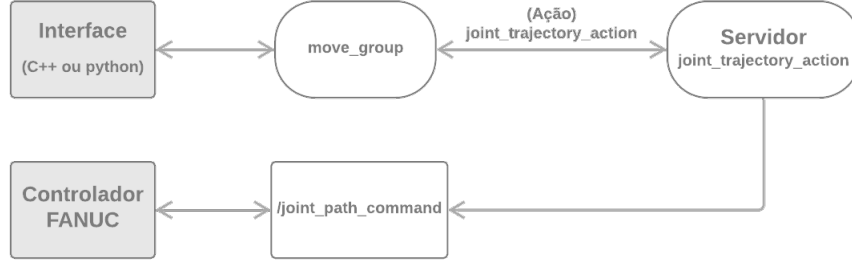 Interface
(C++ ou python)
move_group
(Ação)
joint_trajectory_action
Servidor
joint_trajectory_action
Controlador
FANUC
/joint_path_command